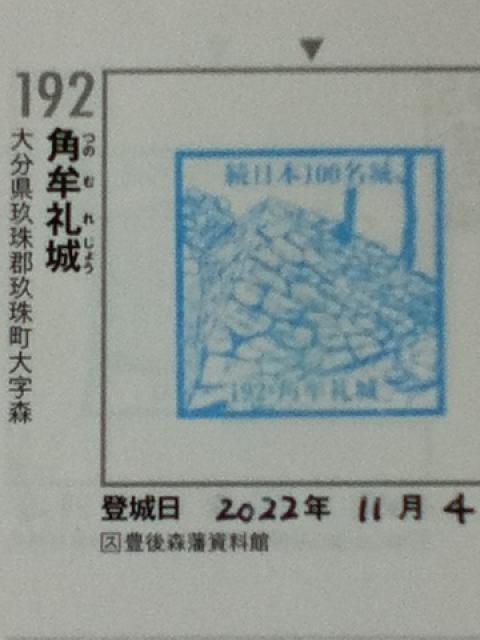 192
角牟礼城
つのむれじょう
大分県玖珠郡玖珠町大字森
続日本100名城
192・角牟礼城
登城日 2022年 11月 4
ス 豊後森藩資料館